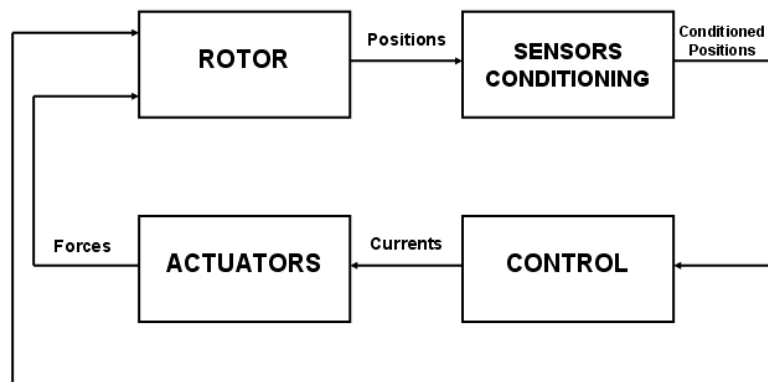 ROTOR
Positions
SENSORS
CONDITIONING
Conditioned
Positions
Forces
ACTUATORS
Currents
CONTROL